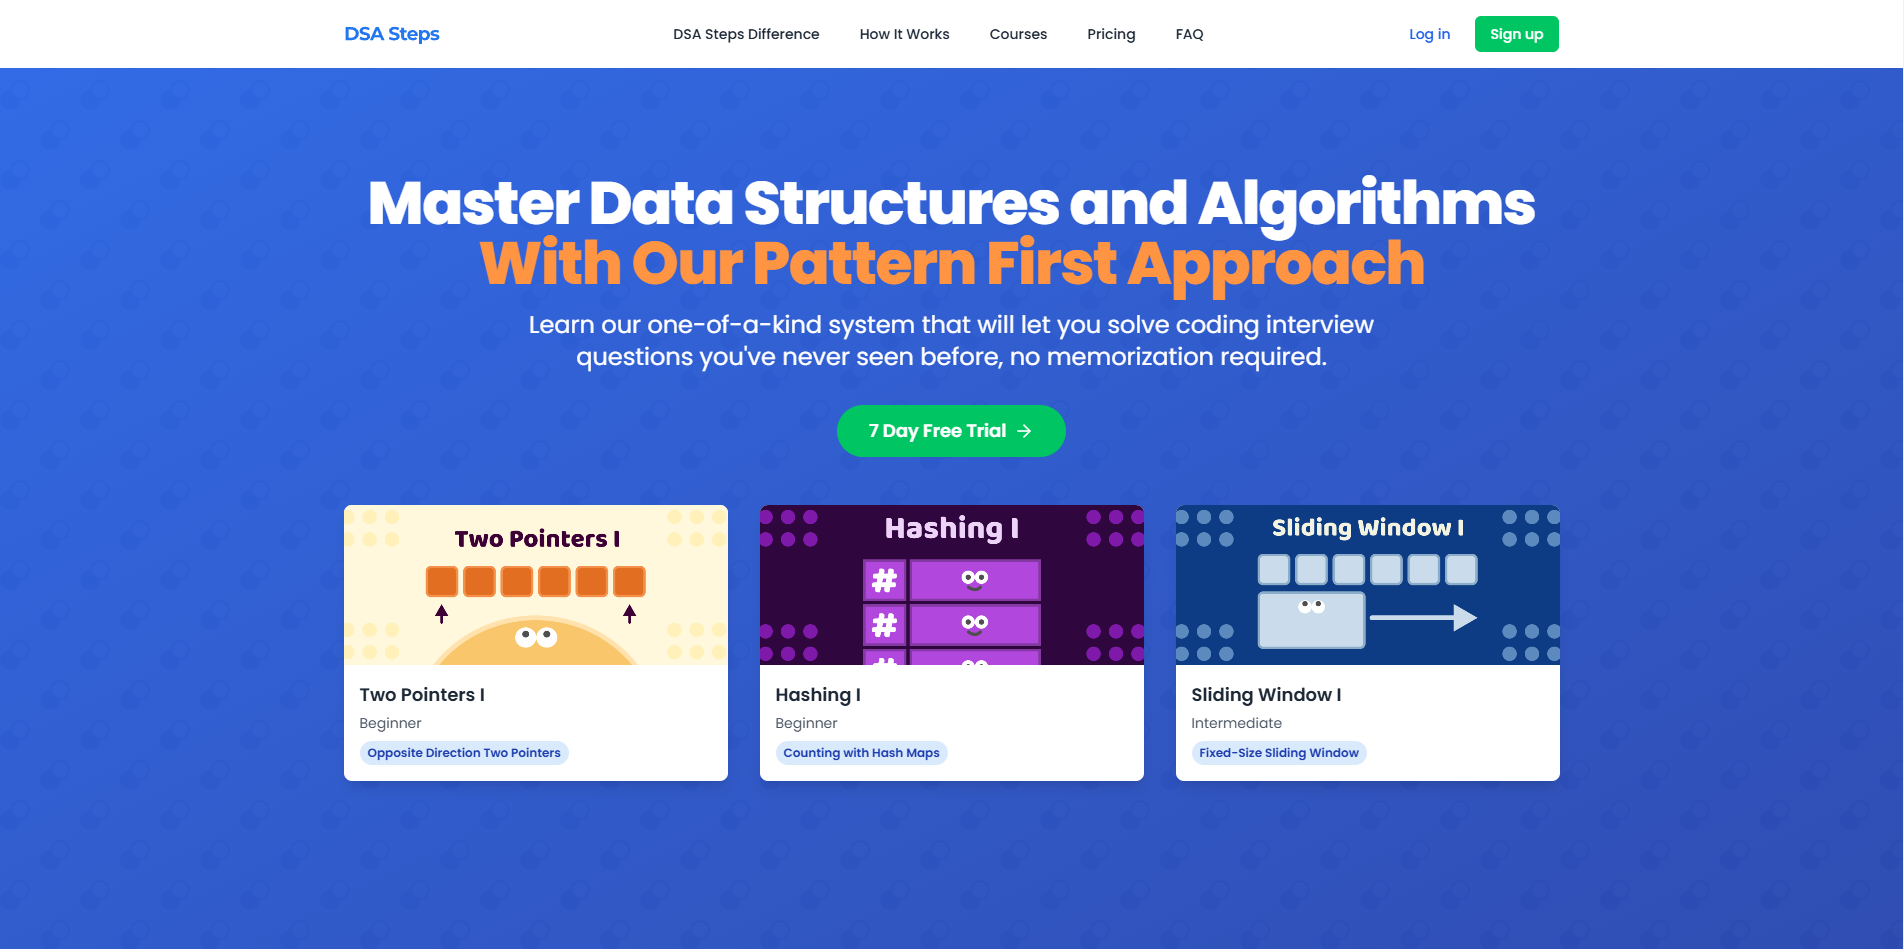 DSA Steps
DSA Steps Difference
How It Works
Courses
Pricing
FAQ
Log in
Sign up
Master Data Structures and Algorithms
With Our Pattern First Approach
Learn our one-of-a-kind system that will let you solve coding interview
questions you've never seen before, no memorization required.
7 Day Free Trial →
Two Pointers I
Two Pointers I
Beginner
Opposite Direction Two Pointers
Hashing I
#
#
#
Hashing I
Beginner
Counting with Hash Maps
Sliding Window I
Sliding Window I
Intermediate
Fixed-Size Sliding Window